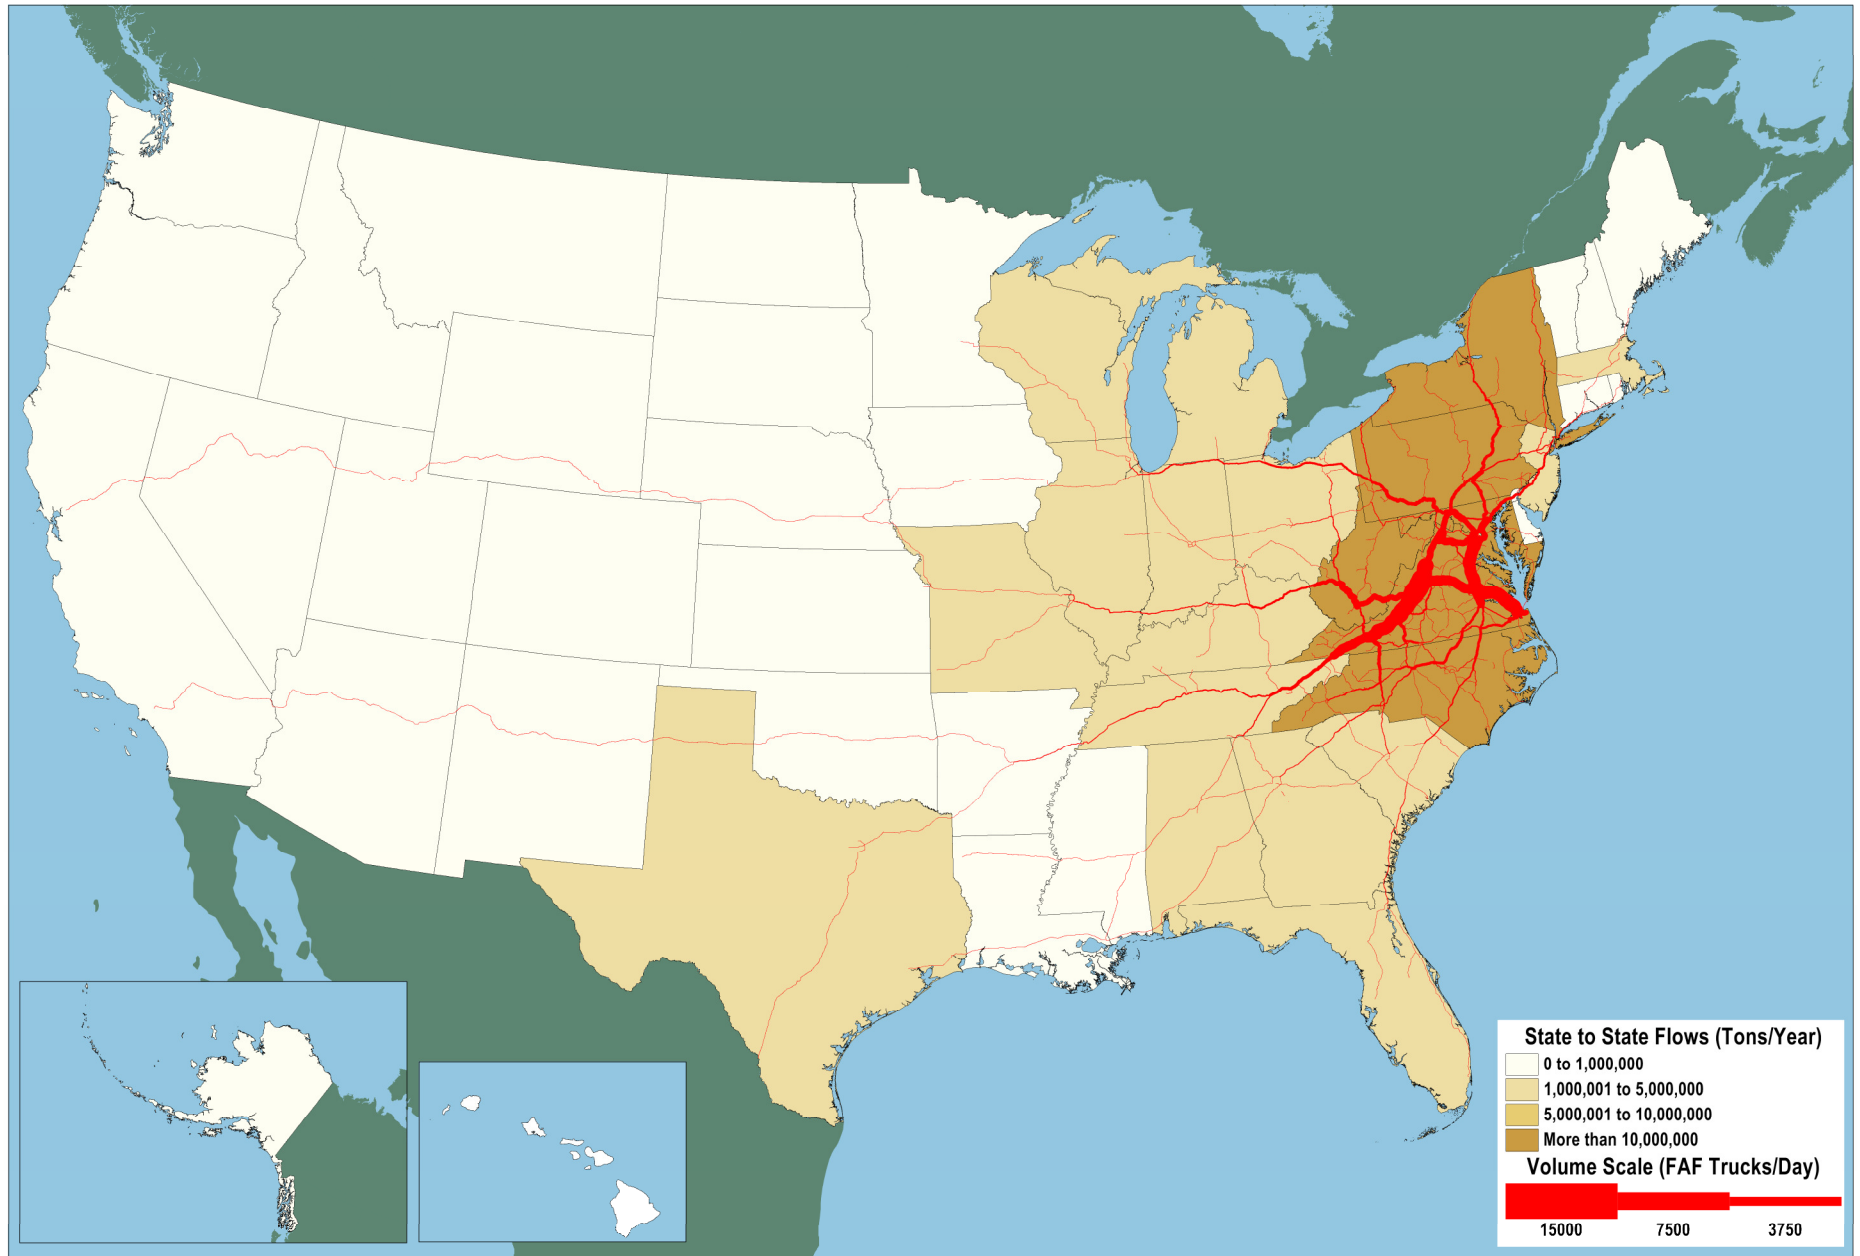 State to State Flows (Tons/Year)
0 to 1,000,000
1,000,001 to 5,000,000
5,000,001 to 10,000,000
More than 10,000,000
Volume Scale (FAF Trucks/Day)
15000 7500 3750